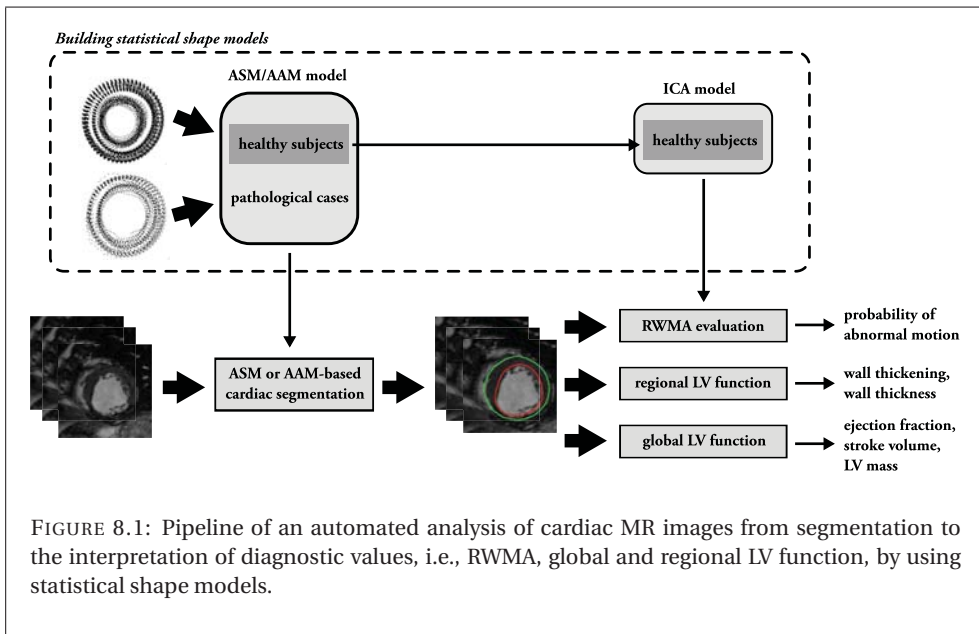 Building statistical shape models
ASM/AAM model
ICA model
healthy subjects
healthy subjects
pathological cases
RWMA evaluation
probability of
abnormal motion
ASM or AAM-based
cardiac segmentation
regional LV function
wall thickening,
wall thickness
global LV function
ejection fraction,
stroke volume,
LV mass
FIGURE 8.1: Pipeline of an automated analysis of cardiac MR images from segmentation to
the interpretation of diagnostic values, i.e., RWMA, global and regional LV function, by using
statistical shape models.